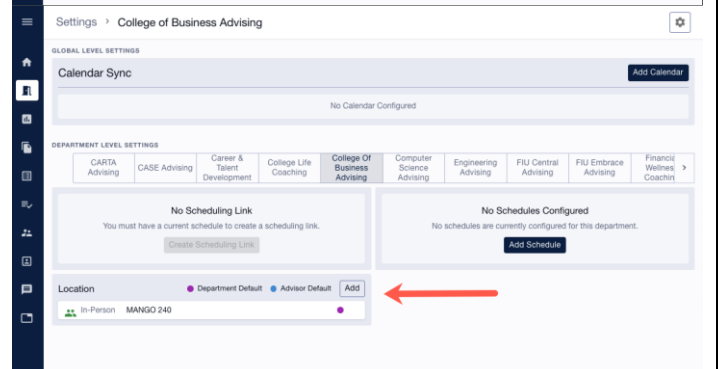 Settings > College of Business Advising
GLOBAL LEVEL SETTINGS
Calendar Sync
Add Calendar
No Calendar Configured
DEPARTMENT LEVEL SETTINGS
CARTA
Advising
CASE Advising
Career &
Talent
Development
College Life
Coaching
College Of
Business
Advising
Computer
Science
Advising
Engineering
Advising
FIU Central
Advising
FIU Embrace
Advising
Financia
Wellnes
Coachin
No Scheduling Link
You must have a current schedule to create a scheduling link.
Create Scheduling Link
No Schedules Configured
No schedules are currently configured for this department.
Add Schedule
Location
Department Default
Advisor Default
Add
In-Person MANGO 240